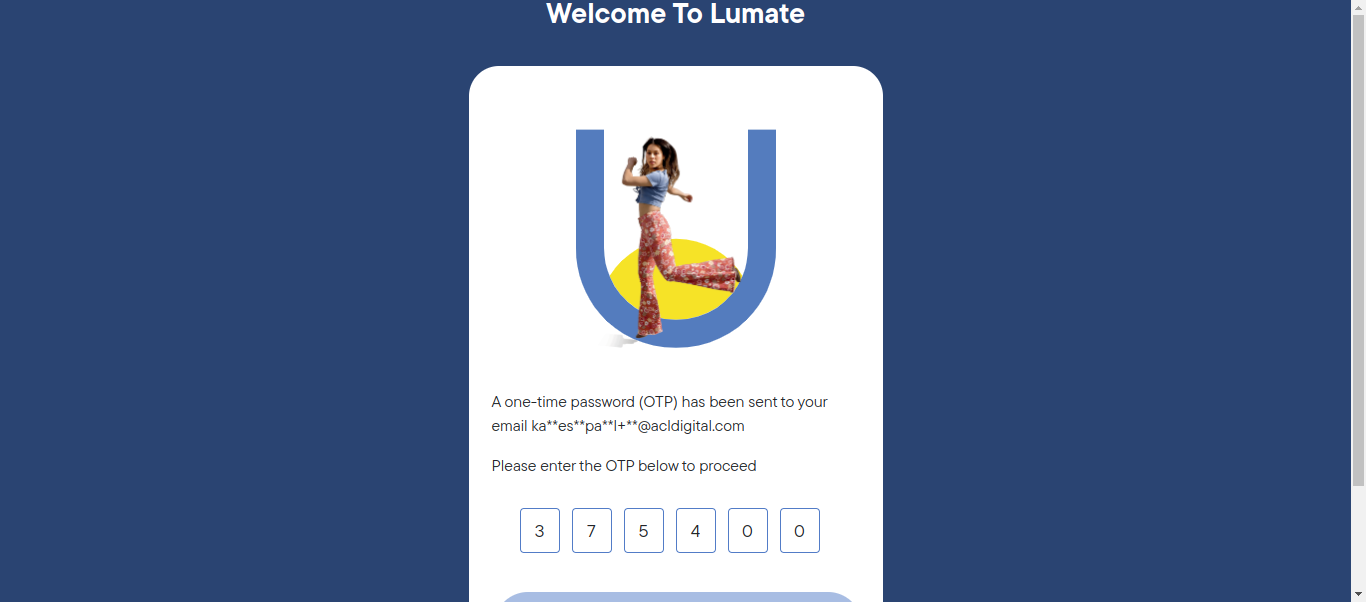 Welcome To Lumate
A one-time password (OTP) has been sent to your
email ka**es**pa**l+**@acldigital.com
Please enter the OTP below to proceed
3 7 5 4 0 0